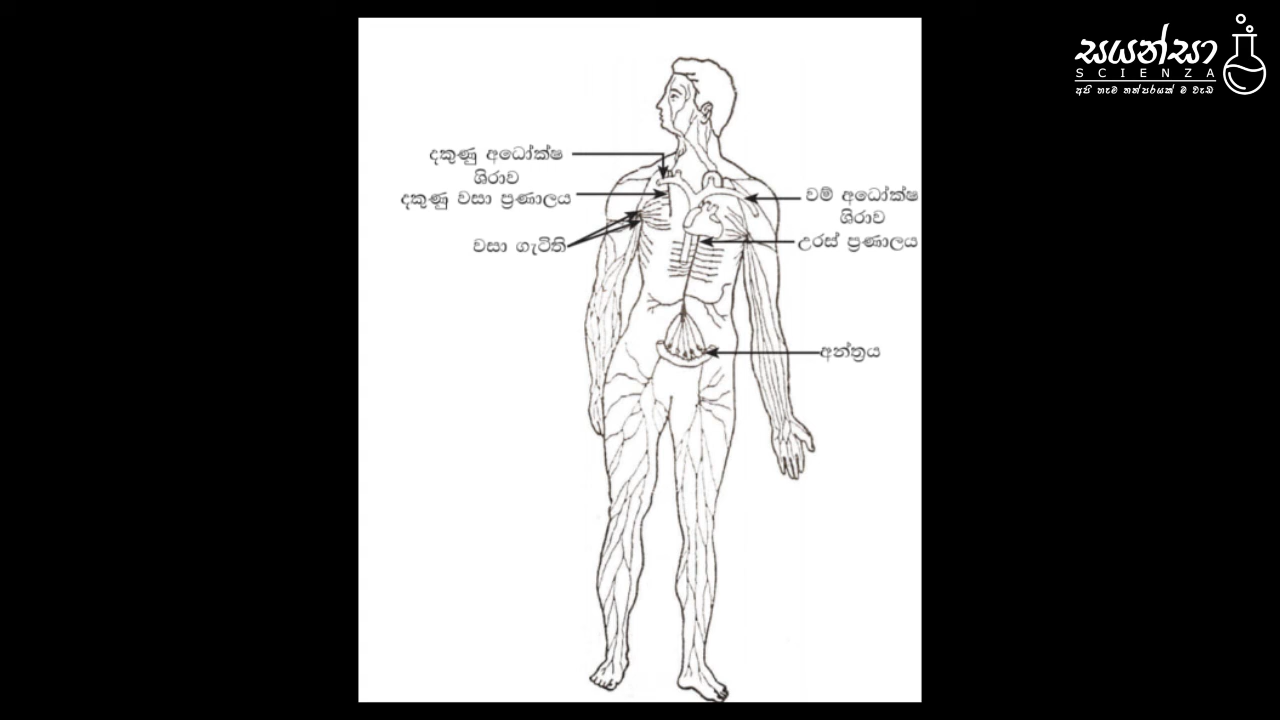 සයන්සා
SCIENZA
අපි හැම තත්පරයක් ම වැඩ
දකුණු අධෝක්ෂ
ශිරාව
දකුණු වසා ප්‍රණාලය
වසා ගැටිති
වම් අධෝක්ෂ
ශිරාව
උරස් ප්‍රණාලය
අන්ත්‍රය